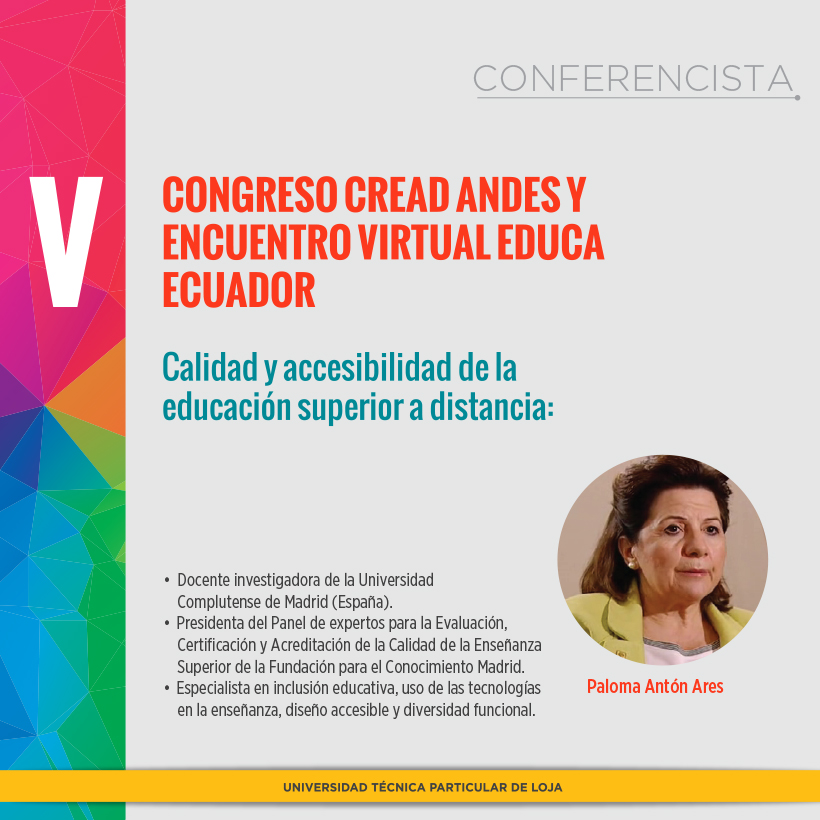 CONFERENCISTA
V
CONGRESO CREAD ANDES Y
ENCUENTRO VIRTUAL EDUCA
ECUADOR
Calidad y accesibilidad de la
educación superior a distancia:
• Docente investigadora de la Universidad
Complutense de Madrid (España).
• Presidenta del Panel de expertos para la Evaluación,
Certificación y Acreditación de la Calidad de la Enseñanza
Superior de la Fundación para el Conocimiento Madrid.
• Especialista en inclusión educativa, uso de las tecnologías
en la enseñanza, diseño accesible y diversidad funcional.
Paloma Antón Ares
UNIVERSIDAD TÉCNICA PARTICULAR DE LOJA